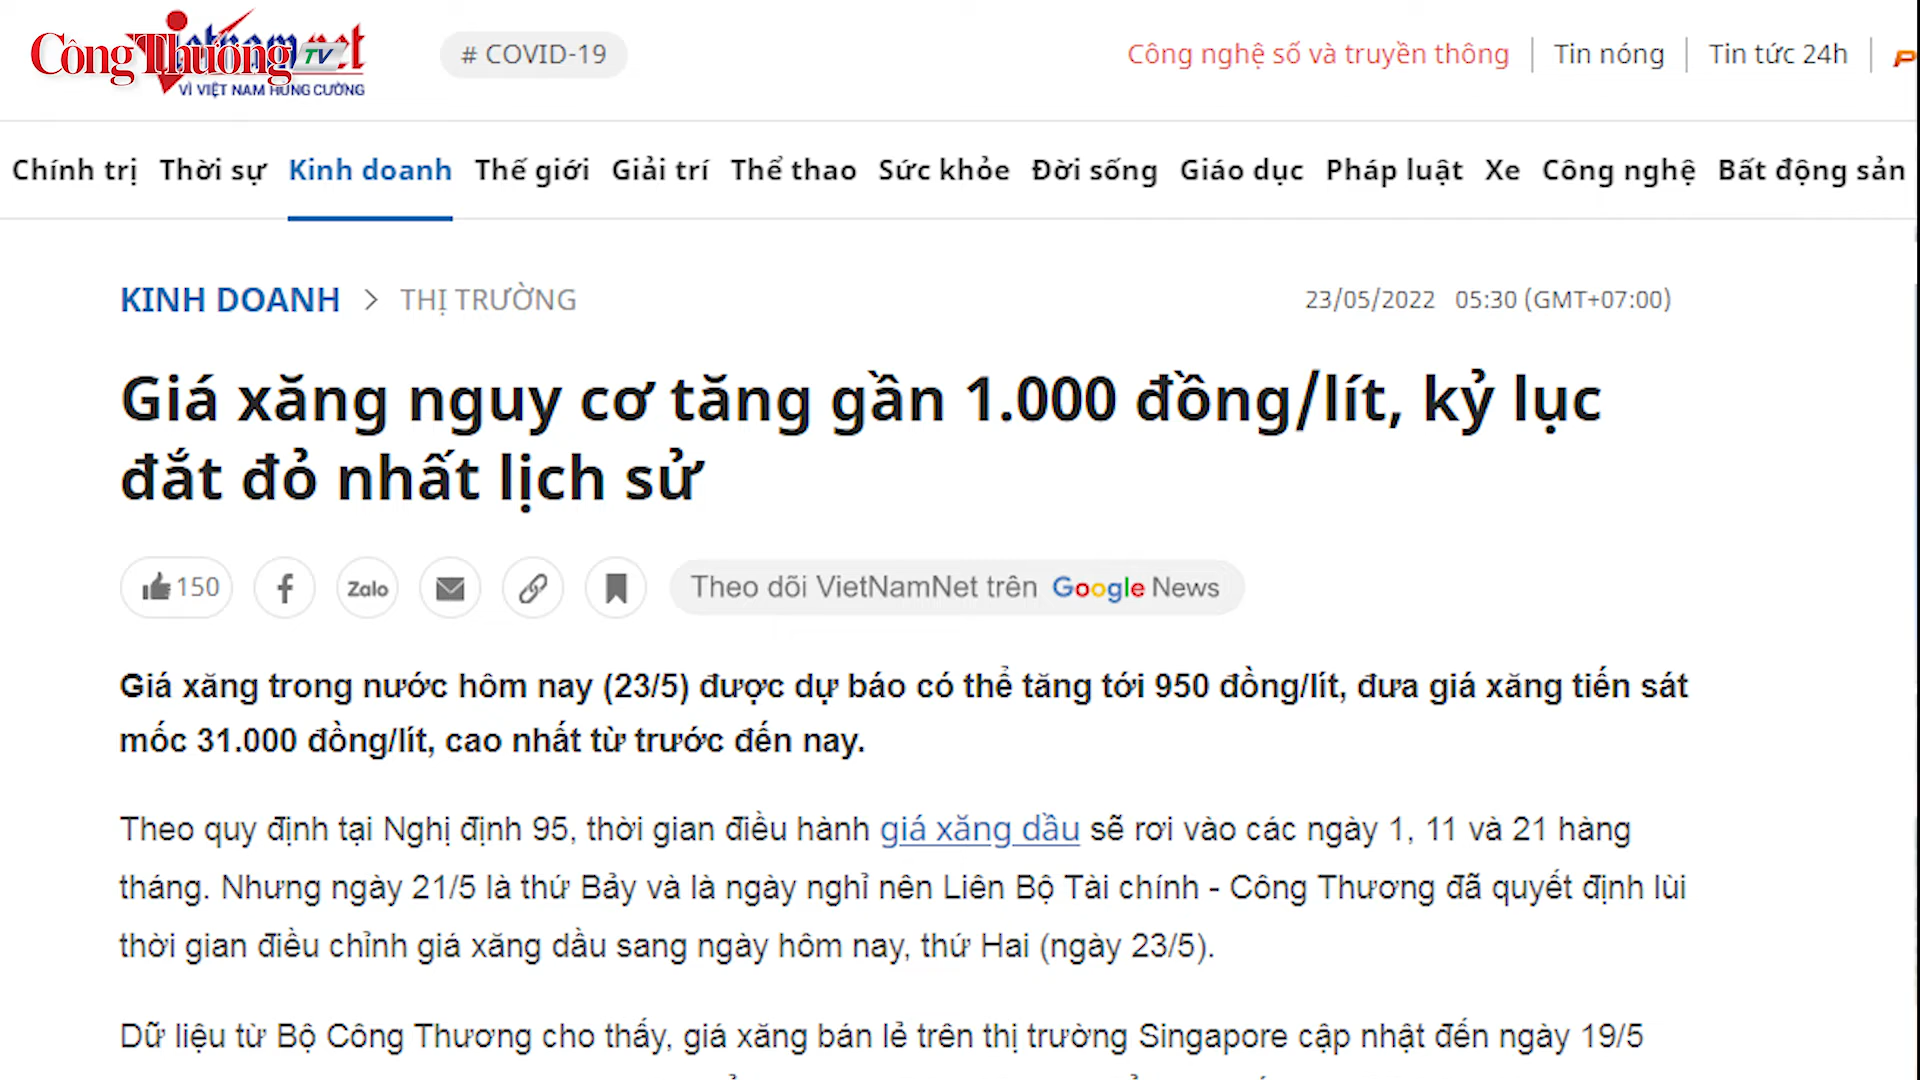 Công Thương TV
VÌ VIỆT NAM HÙNG CƯỜNG
# COVID-19
Công nghệ số và truyền thông
Tin nóng
Tin tức 24h
Chính trị Thời sự Kinh doanh Thế giới Giải trí Thể thao Sức khỏe Đời sống Giáo dục Pháp luật Xe Công nghệ Bất động sản
KINH DOANH > THỊ TRƯỜNG
23/05/2022 05:30 (GMT+07:00)
Giá xăng nguy cơ tăng gần 1.000 đồng/lít, kỷ lục
đắt đỏ nhất lịch sử
150
Zalo
Theo dõi VietNamNet trên Google News
Giá xăng trong nước hôm nay (23/5) được dự báo có thể tăng tới 950 đồng/lít, đưa giá xăng tiến sát
mốc 31.000 đồng/lít, cao nhất từ trước đến nay.
Theo quy định tại Nghị định 95, thời gian điều hành giá xăng dầu sẽ rơi vào các ngày 1, 11 và 21 hàng
tháng. Nhưng ngày 21/5 là thứ Bảy và là ngày nghỉ nên Liên Bộ Tài chính - Công Thương đã quyết định lùi
thời gian điều chỉnh giá xăng dầu sang ngày hôm nay, thứ Hai (ngày 23/5).
Dữ liệu từ Bộ Công Thương cho thấy, giá xăng bán lẻ trên thị trường Singapore cập nhật đến ngày 19/5